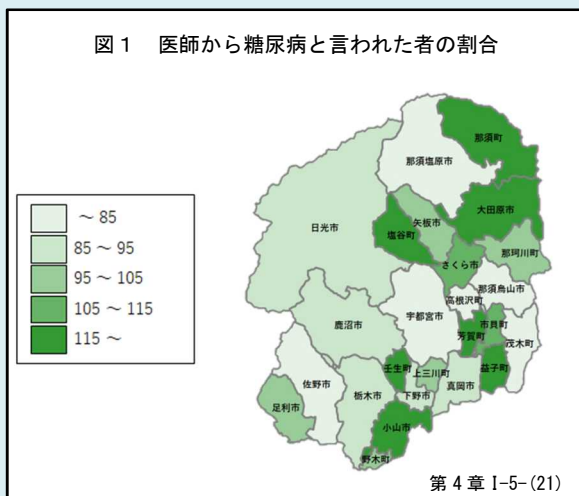 図1 医師から糖尿病と言われた者の割合
～ 85
85 ～ 95
95 ～ 105
105 ～ 115
115 ～
那須町
那須塩原市
大田原市
日光市
矢板市
塩谷町
那珂川町
さくら市
那須烏山市
高根沢町
宇都宮市
市貝町
鹿沼市
芳賀町
茂木町
壬生町
上三川町
益子町
佐野市
栃木市
下野市
真岡市
足利市
小山市
野木町
第4章 I-5-(21)